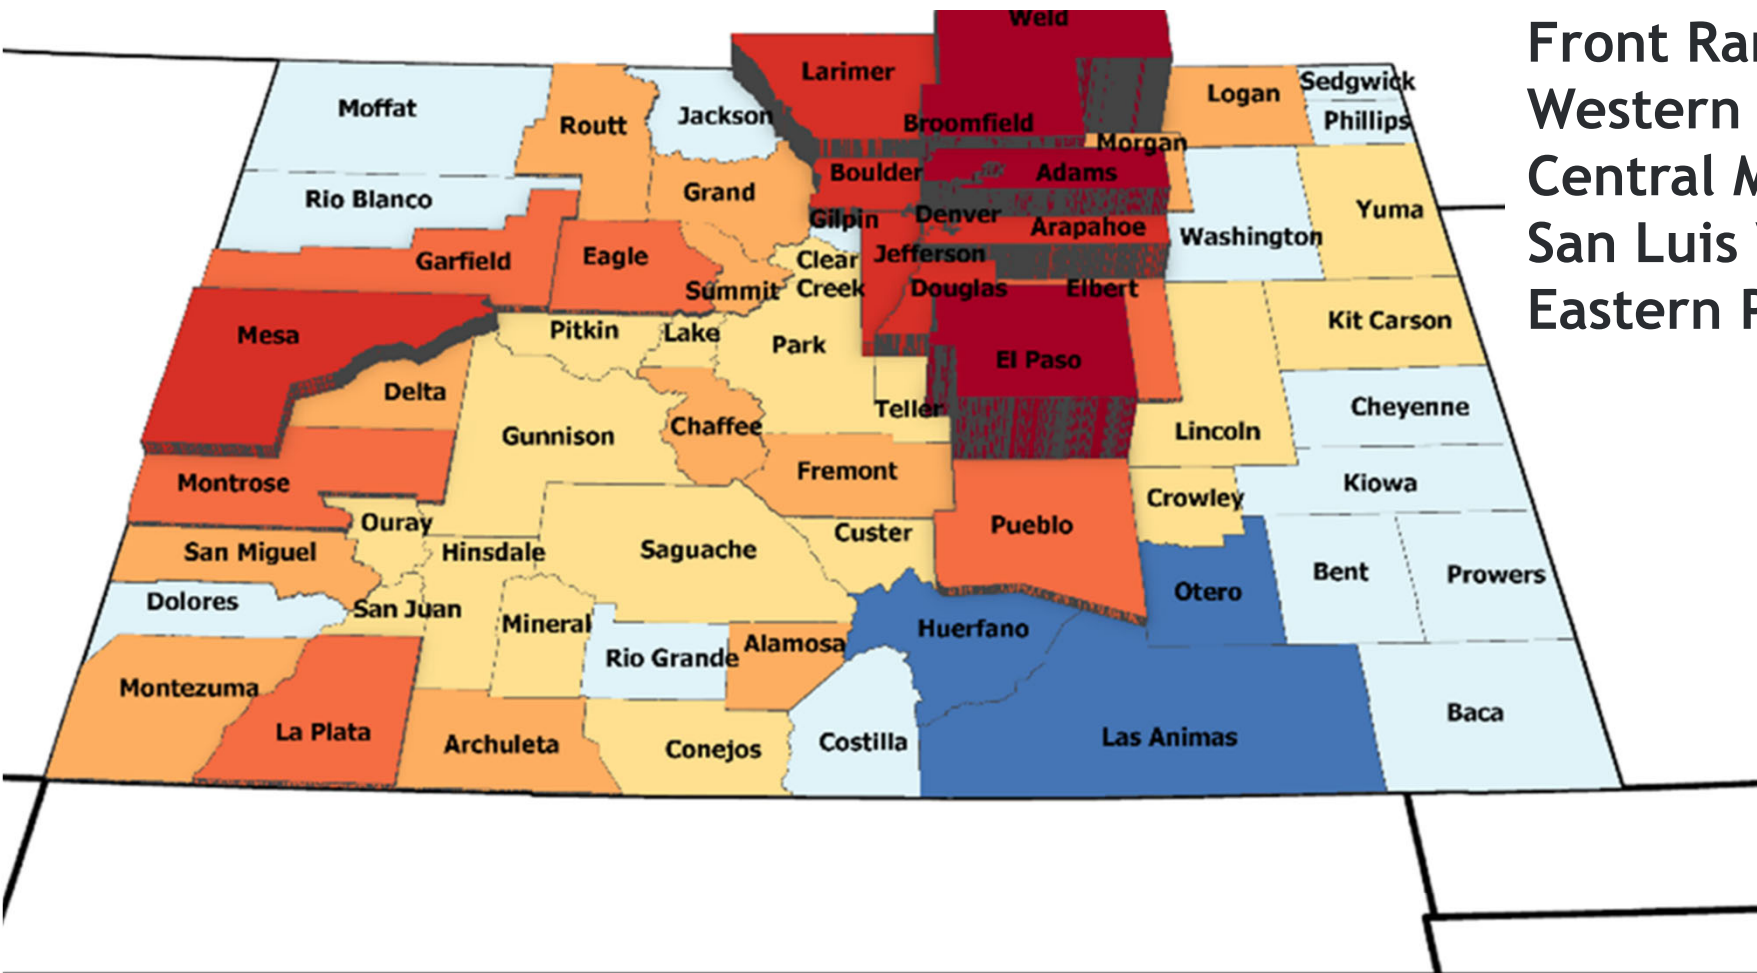 Weld
Front
Larimer
Sedgwick
Moffat
Logan
Jackson
Western
Routt
Broomfield
Phillips
Morgan
Boulder
Adams
Central
Grand
Rio Blanco
Yuma
Gilpin
Denver
Arapahoe
Washington
San Luis
Eagle
Garfield
Clear
Creek
Jefferson
Summit
Douglas
Elbert
Eastern
Mesa
Pitkin
Lake
Park
Kit Carson
El Paso
Delta
Teller
Cheyenne
Gunnison
Chaffee
Lincoln
Montrose
Fremont
Kiowa
Crowley
Ouray
Pueblo
Custer
San Miguel
Hinsdale
Saguache
Bent
Prowers
Otero
Dolores
San Juan
Mineral
Huerfano
Alamosa
Rio Grande
Montezuma
Baca
La Plata
Archuleta
Conejos
Costilla
Las Animas